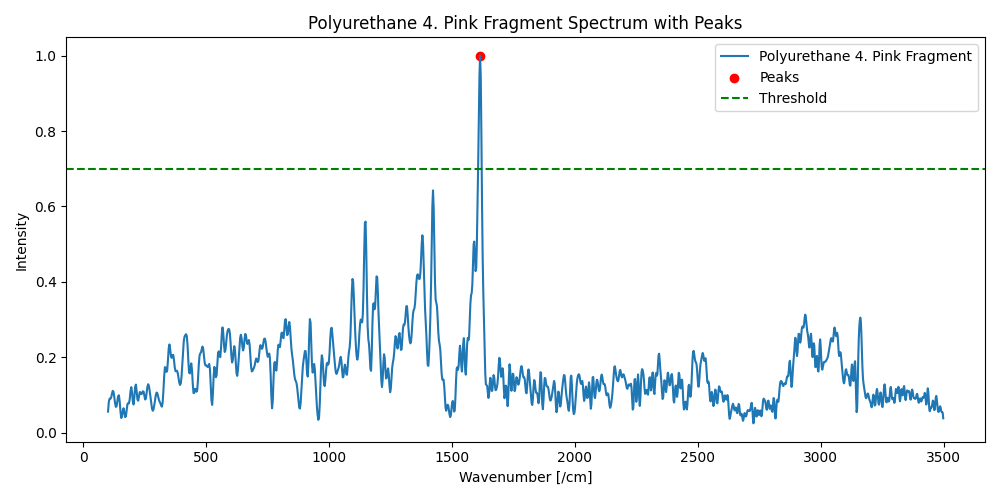 Polyurethane 4. Pink Fragment Spectrum with Peaks
Polyurethane 4. Pink Fragment
Peaks
Threshold
Intensity
1.0
0.8
0.6
0.4
0.2
0.0
0
500
1000
1500
2000
2500
3000
3500
Wavenumber [/cm]